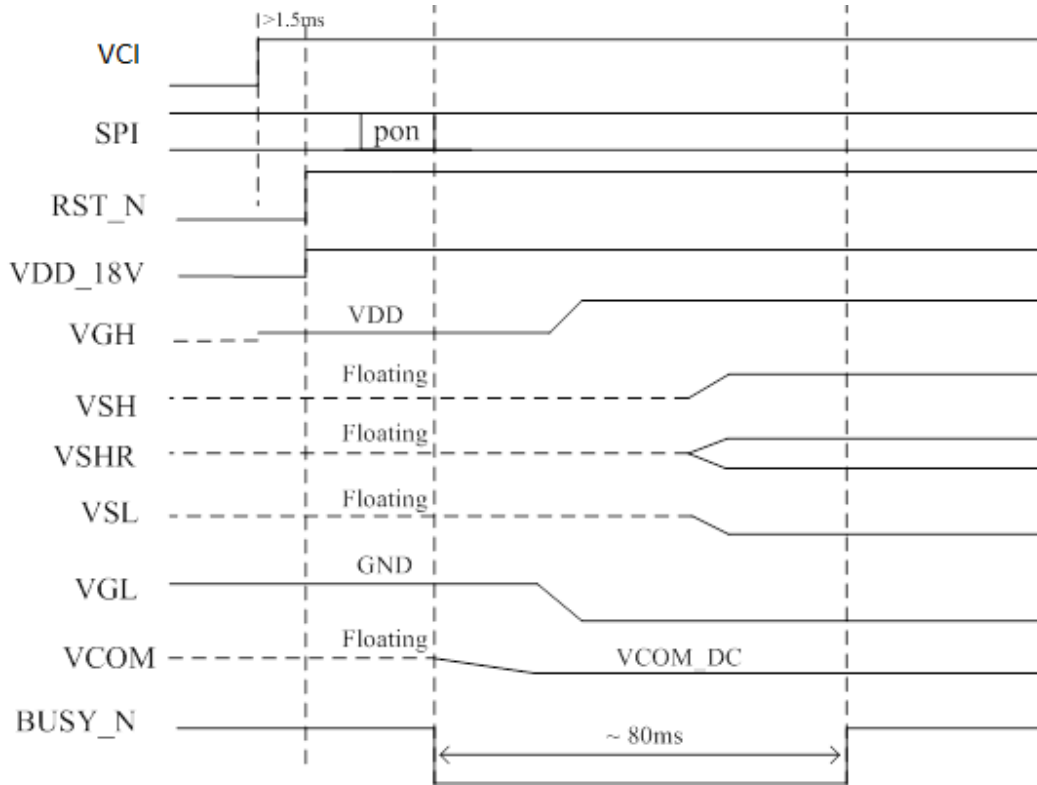 >1.5ms
VCI
SPI
pon
RST_N
VDD_18V
VGH
VDD
VSH
Floating
VSHR
Floating
VSL
Floating
VGL
GND
VCOM
Floating
VCOM_DC
BUSY_N
~ 80ms